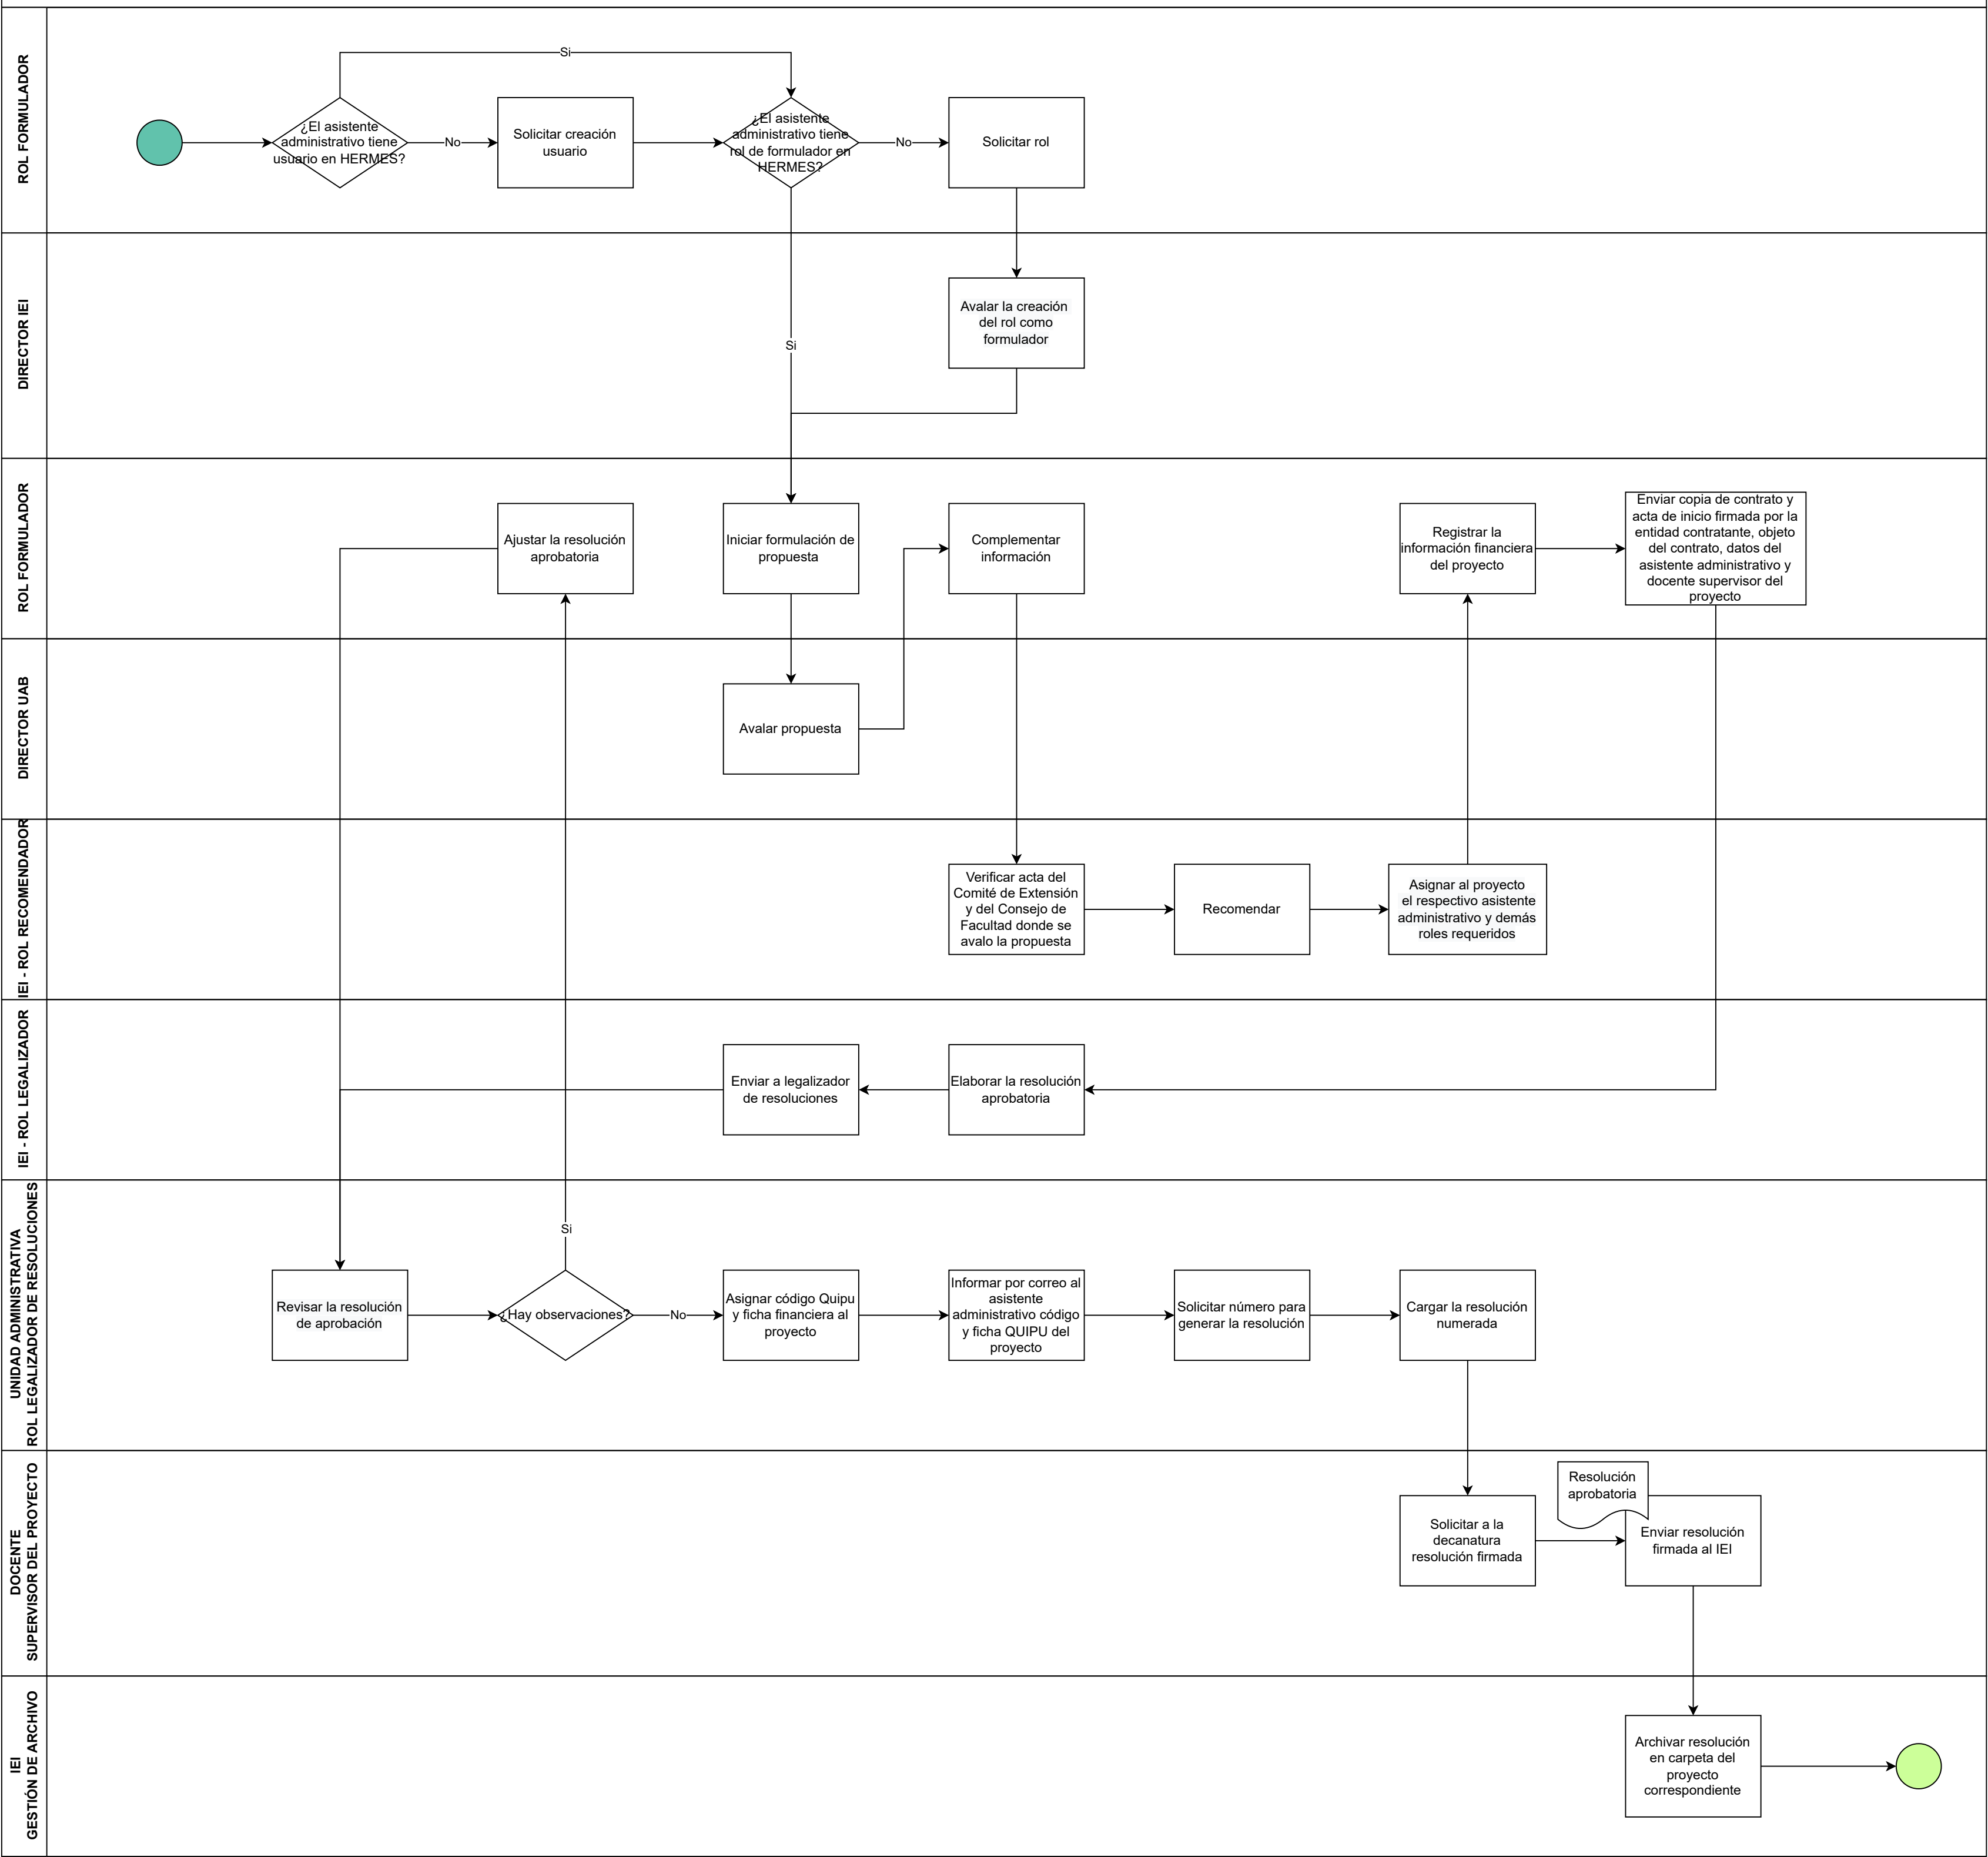 ROL FORMULADOR
Si
¿El asistente
administrativo tiene
usuario en HERMES?
No
Solicitar creación
usuario
¿El asistente
administrativo tiene
rol de formulador en
HERMES?
No
Solicitar rol
DIRECTOR IEI
Avalar la creación
del rol como
formulador
Si
ROL FORMULADOR
Ajustar la resolución
aprobatoria
Iniciar formulación de
propuesta
Complementar
información
Registrar la
información financiera
del proyecto
Enviar copia de contrato y
acta de inicio firmada por la
entidad contratante, objeto
del contrato, datos del
asistente administrativo y
docente supervisor del
proyecto
DIRECTOR UAB
Avalar propuesta
IEI - ROL RECOMENDADOR
Verificar acta del
Comité de Extensión
y del Consejo de
Facultad donde se
avalo la propuesta
Recomendar
Asignar al proyecto
el respectivo asistente
administrativo y demás
roles requeridos
IEI - ROL LEGALIZADOR
Enviar a legalizador
de resoluciones
Elaborar la resolución
aprobatoria
UNIDAD ADMINISTRATIVA
ROL LEGALIZADOR DE RESOLUCIONES
Si
Revisar la resolución
de aprobación
¿Hay observaciones?
No
Asignar código Quipu
y ficha financiera al
proyecto
Informar por correo al
asistente
administrativo código
y ficha QUIPU del
proyecto
Solicitar número para
generar la resolución
Cargar la resolución
numerada
DOCENTE
SUPERVISOR DEL PROYECTO
Solicitar a la
decanatura
resolución firmada
Resolución
aprobatoria
Enviar resolución
firmada al IEI
IEI
GESTIÓN DE ARCHIVO
Archivar resolución
en carpeta del
proyecto
correspondiente